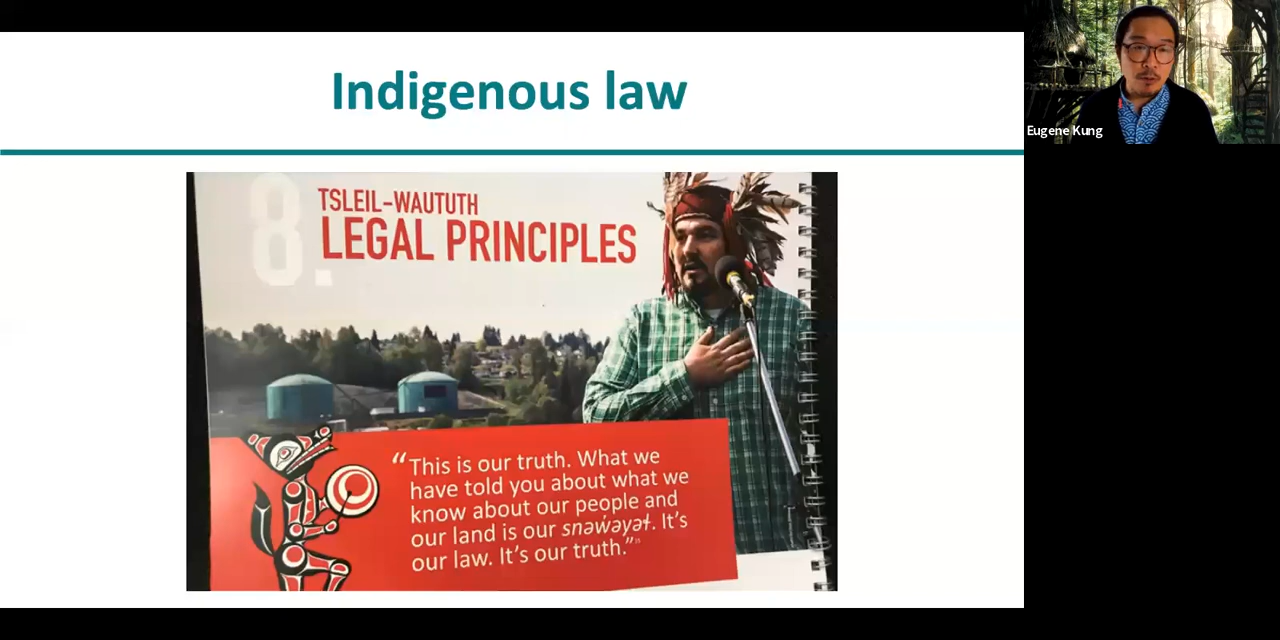 Indigenous law
Eugene Kung
8.
TSLEIL-WAUTUTH
LEGAL PRINCIPLES
“This is our truth. What we
have told you about what we
know about our people and
our land is our snəw̓ayəɬ. It’s
our law. It’s our truth.”